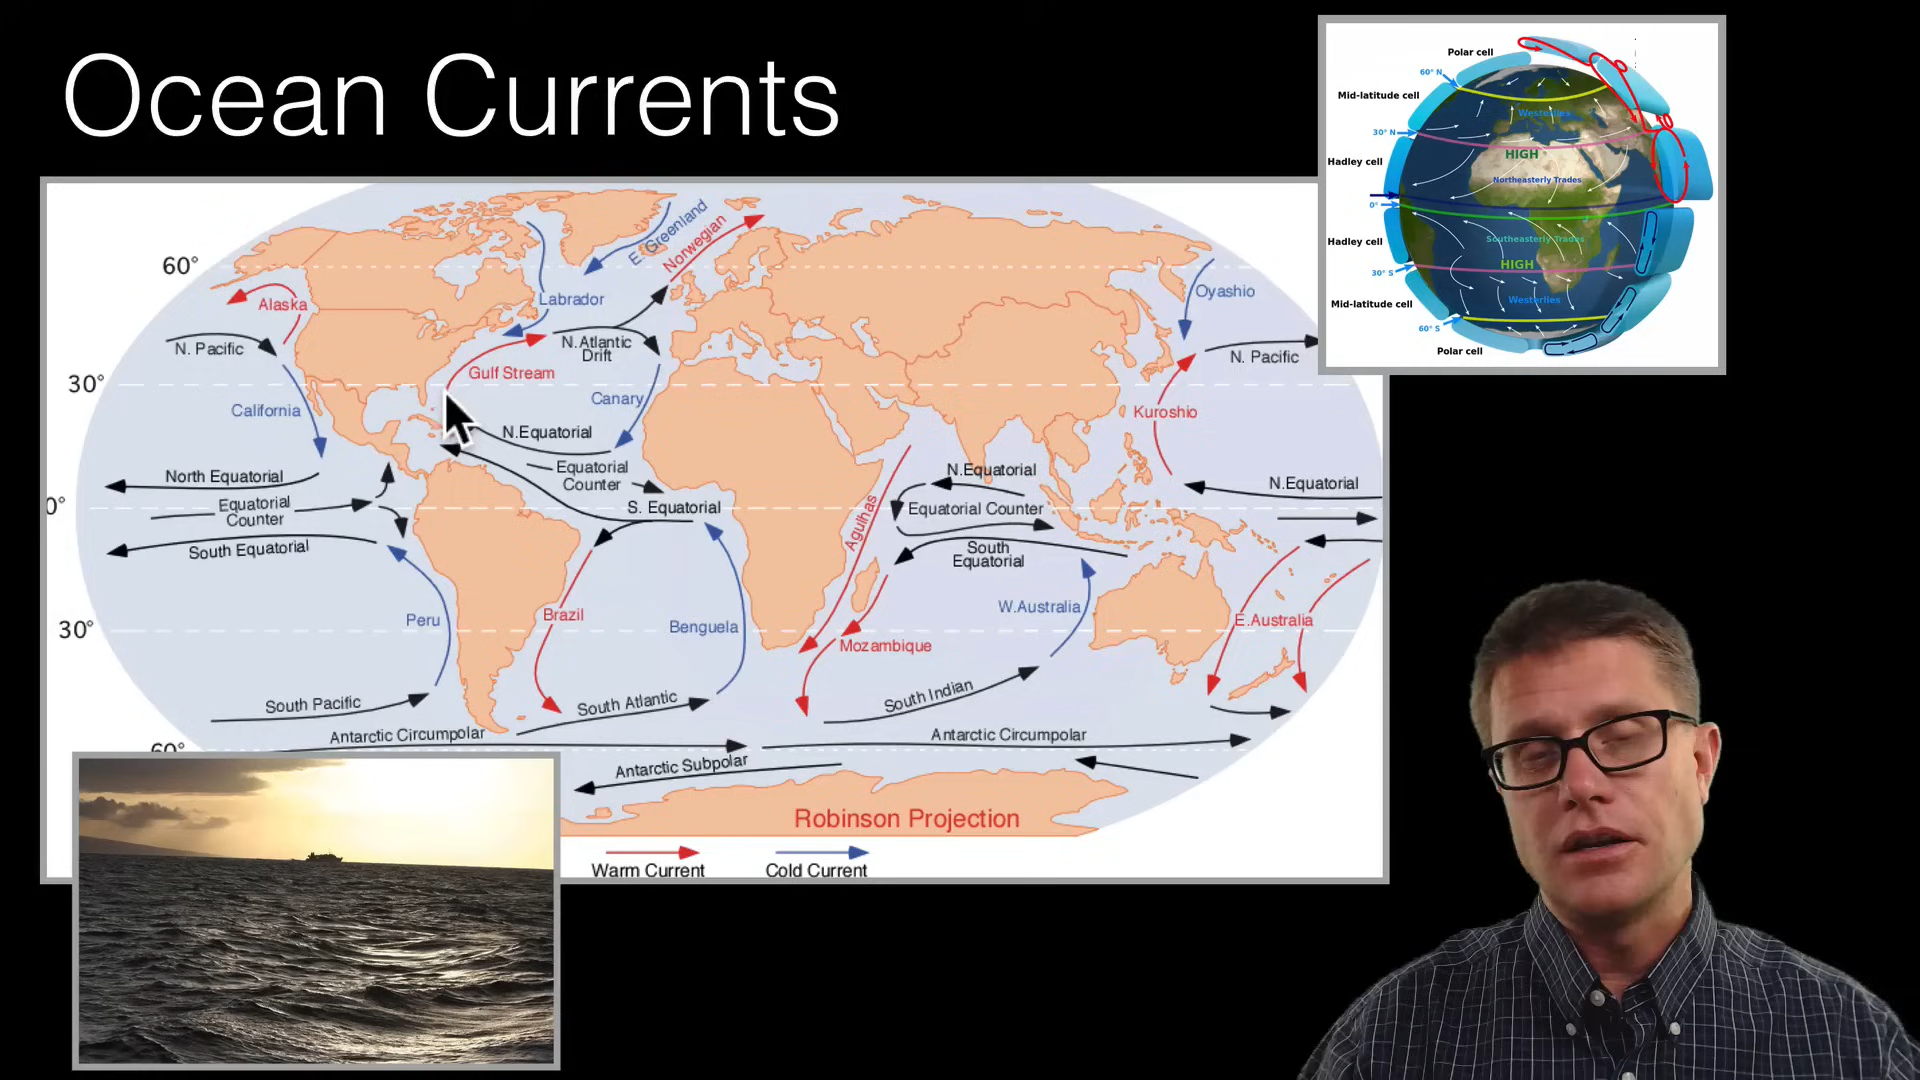 Ocean Currents
Polar cell
60° N
Mid-latitude cell
Westerlies
30° N
HIGH
Hadley cell
Northeasterly Trades
0°
Southeasterly Trades
Hadley cell
HIGH
30° S
Mid-latitude cell
Westerlies
60° S
Polar cell
60°
E. Greenland
Norwegian
Alaska
Labrador
Oyashio
N. Pacific
N.Atlantic
Drift
N. Pacific
Gulf Stream
30°
California
Canary
Kuroshio
N.Equatorial
North Equatorial
Equatorial
Counter
N.Equatorial
N.Equatorial
0°
Equatorial
Counter
S. Equatorial
Agulhas
Equatorial Counter
South Equatorial
South
Equatorial
Peru
Brazil
Benguela
W.Australia
E.Australia
30°
Mozambique
South Pacific
South Atlantic
South Indian
Antarctic Circumpolar
Antarctic Circumpolar
60°
Antarctic Subpolar
Robinson Projection
Warm Current
Cold Current